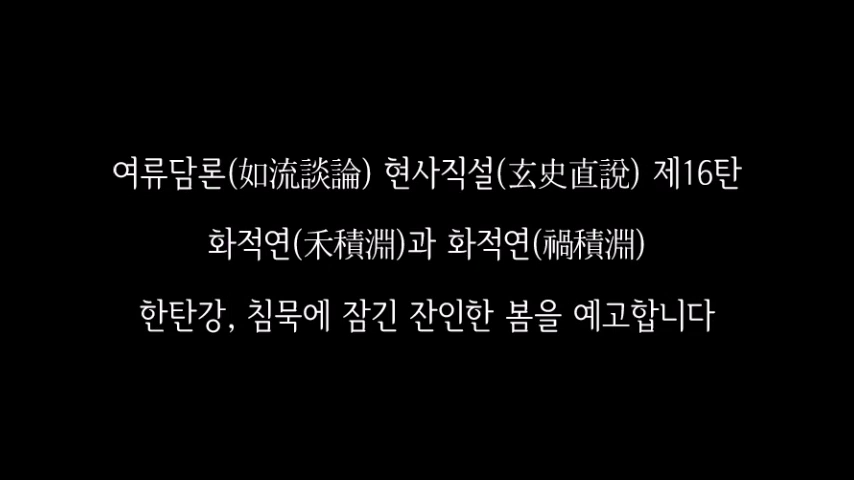 여류담론(如流談論) 현사직설(玄史直說) 제16탄
화적연(禾積淵)과 화적연(禍積淵)
한탄강, 침묵에 잠긴 잔인한 봄을 예고합니다